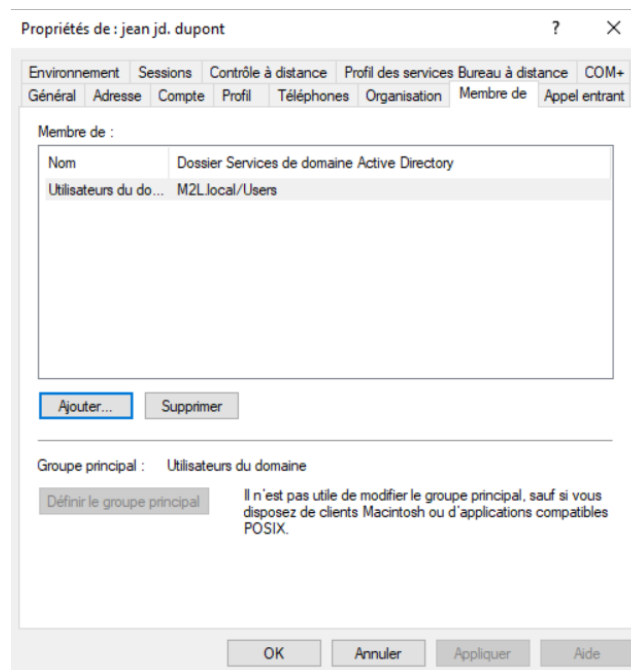 Propriétés de : jean jd. dupont ? ×
Environnement Sessions Contrôle à distance Profil des services Bureau à distance COM+
Général Adresse Compte Profil Téléphones Organisation Membre de Appel entrant
Membre de :
Nom Dossier Services de domaine Active Directory
Utilisateurs du do... M2L.local/Users
Ajouter... Supprimer
Groupe principal : Utilisateurs du domaine
Définir le groupe principal
Il n'est pas utile de modifier le groupe principal, sauf si vous
disposez de clients Macintosh ou d'applications compatibles
POSIX.
OK Annuler Appliquer Aide